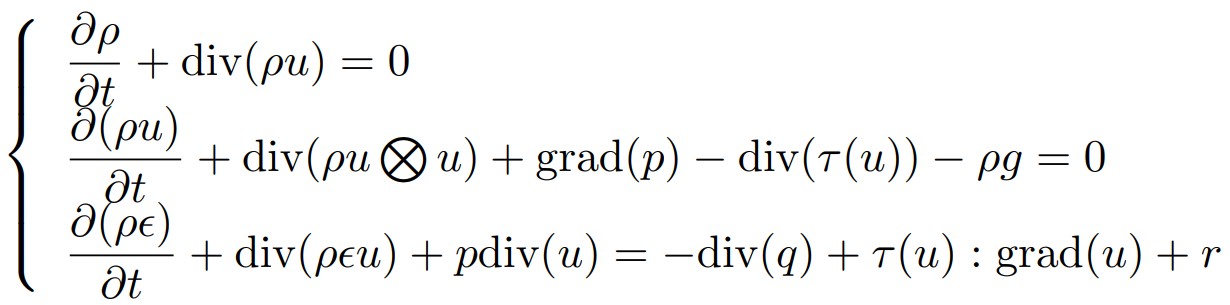 ∂ρ/∂t + div(ρu) = 0
∂(ρu)/∂t + div(ρu ⨂ u) + grad(p) − div(τ(u)) − ρg = 0
∂(ρϵ)/∂t + div(ρϵu) + pdiv(u) = −div(q) + τ(u) : grad(u) + r